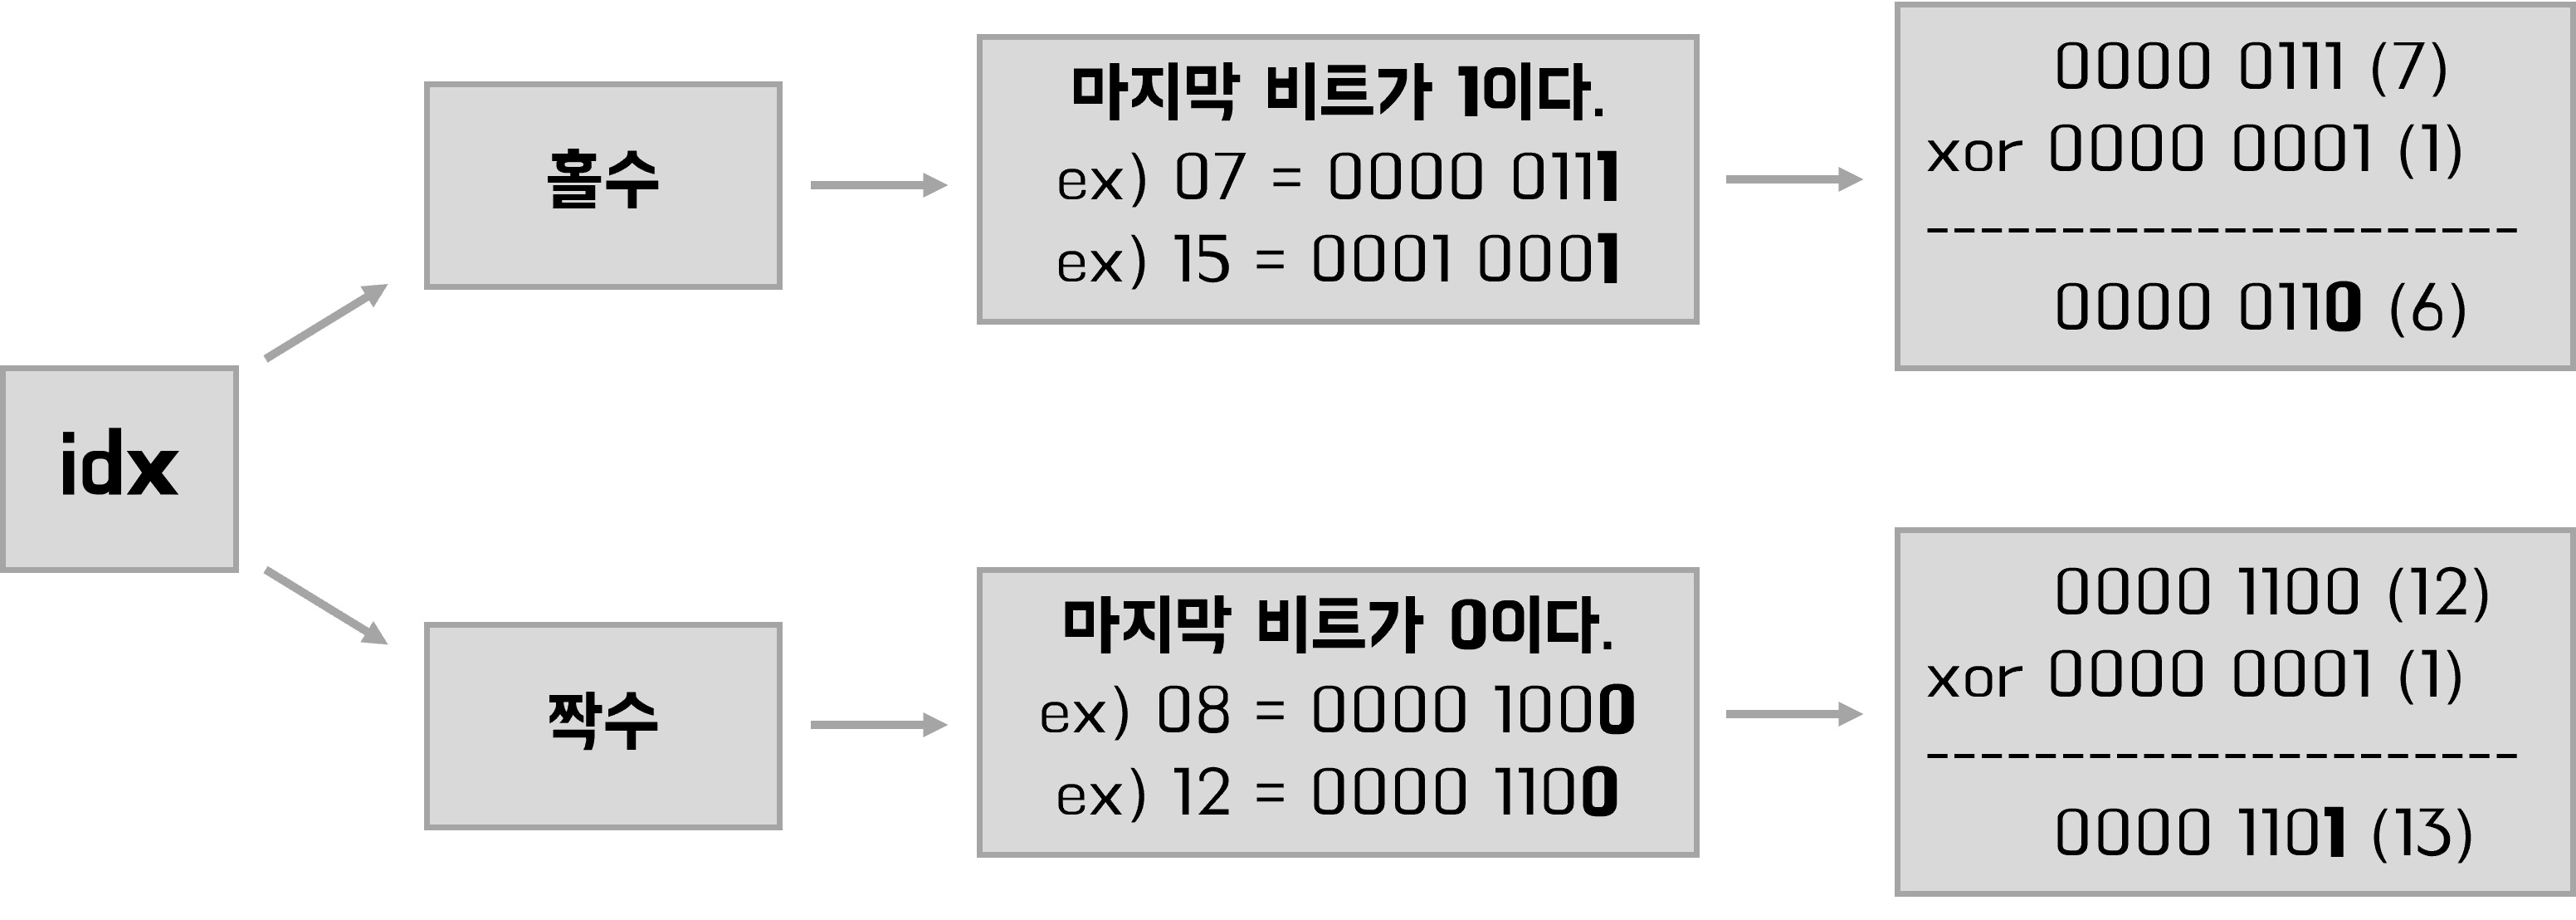 idx
홀수
마지막 비트가 1이다.
ex) 07 = 0000 0111
ex) 15 = 0001 0001
0000 0111 (7)
xor 0000 0001 (1)
----------------------
0000 0110 (6)
짝수
마지막 비트가 0이다.
ex) 08 = 0000 1000
ex) 12 = 0000 1100
0000 1100 (12)
xor 0000 0001 (1)
----------------------
0000 1101 (13)